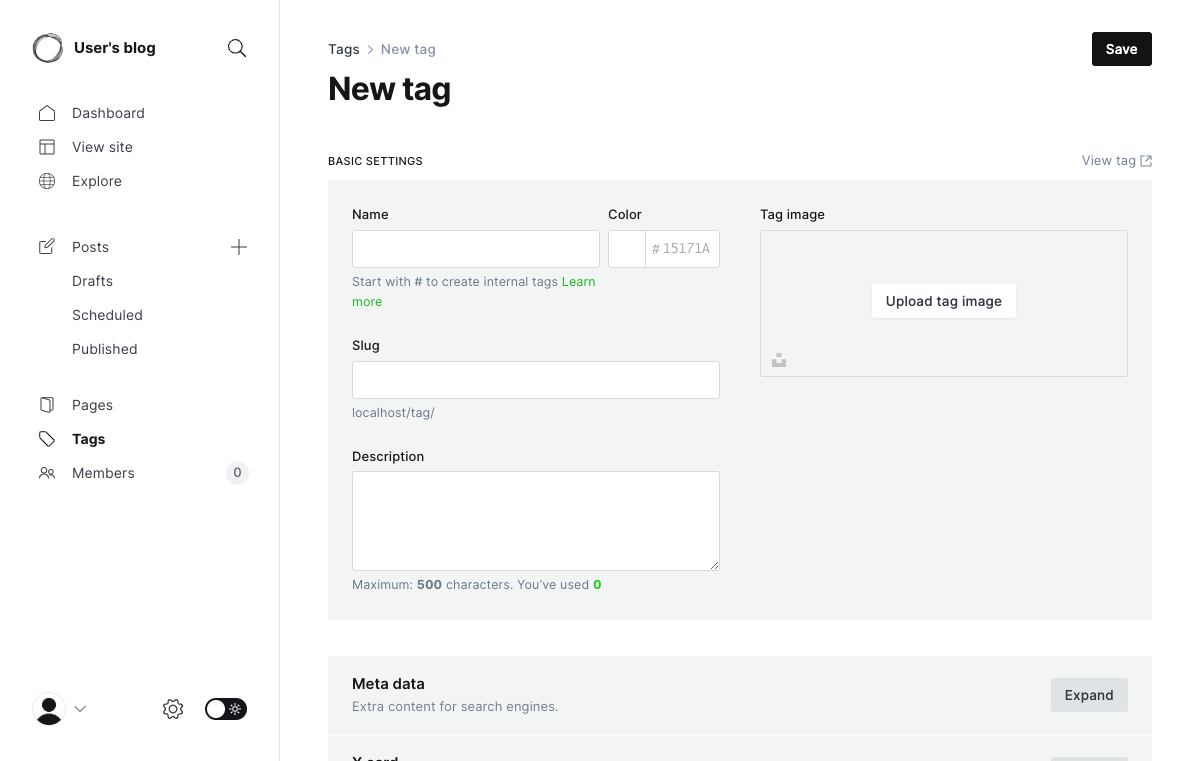 User's blog
Dashboard
View site
Explore
Posts
Drafts
Scheduled
Published
Pages
Tags
Members
0
Tags
New tag
Save
New tag
BASIC SETTINGS
View tag
Name
Start with # to create internal tags Learn
more
Color
# 15171A
Slug
localhost/tag/
Description
Maximum: 500 characters. You've used 0
Tag image
Upload tag image
Meta data
Extra content for search engines.
Expand
X card